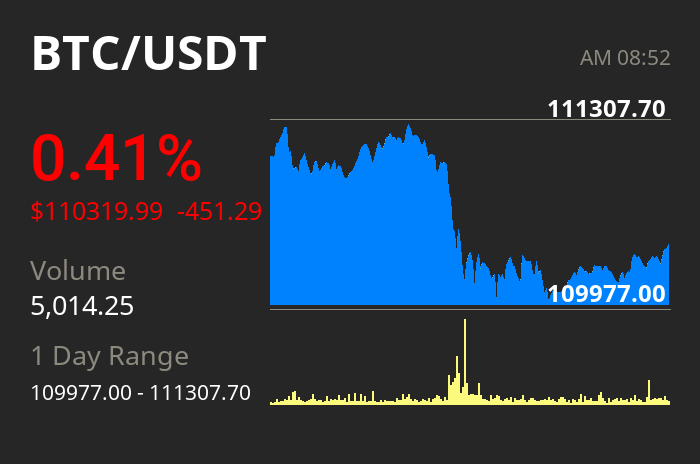 BTC/USDT
AM 08:52
111307.70
0.41%
$110319.99  -451.29
Volume
5,014.25
109977.00
1 Day Range
109977.00 - 111307.70